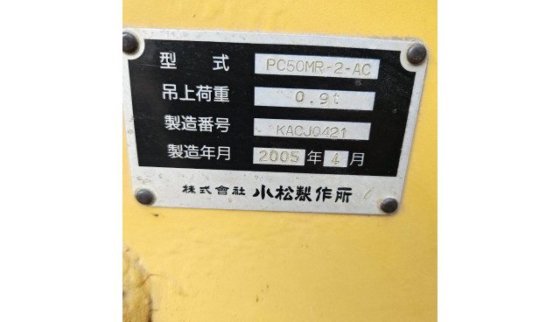 型式 PC50MR-2-AC
吊上荷重 0.9t
製造番号 KACJ0421
製造年月 2005年4月
株式會社 小松製作所